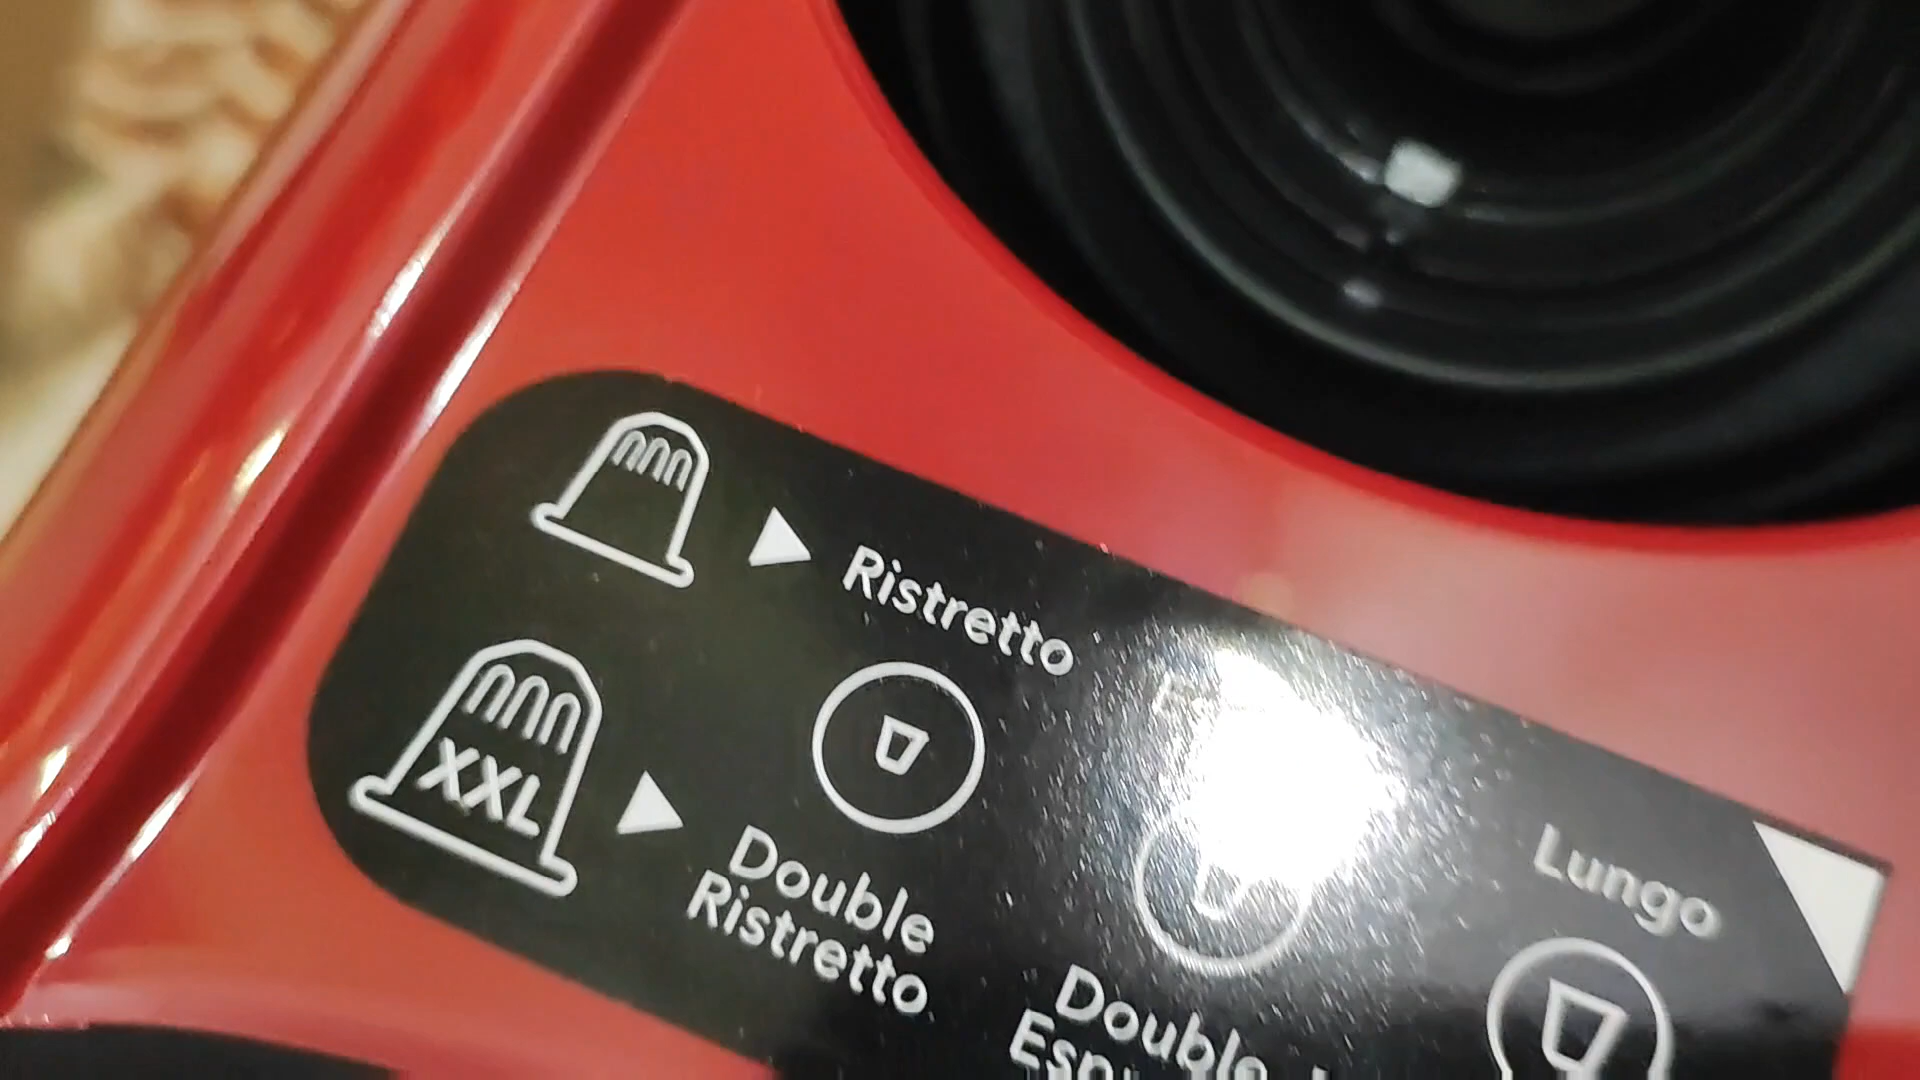 Ristretto
Lungo
XXL
Double
Ristretto
Double